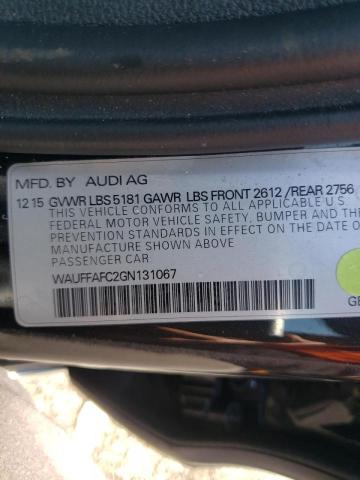 MFD. BY AUDI AG
12 15 GVWR LBS 5181 GAWR LBS FRONT 2612 /REAR 2756
THIS VEHICLE CONFORMS TO ALL APPLICABLE U S
FEDERAL MOTOR VEHICLE SAFETY, BUMPER AND
THEFT PREVENTION STANDARDS IN EFFECT ON THE DATE OF
MANUFACTURE SHOWN ABOVE
PASSENGER CAR
WAUFFAFC2GN131067